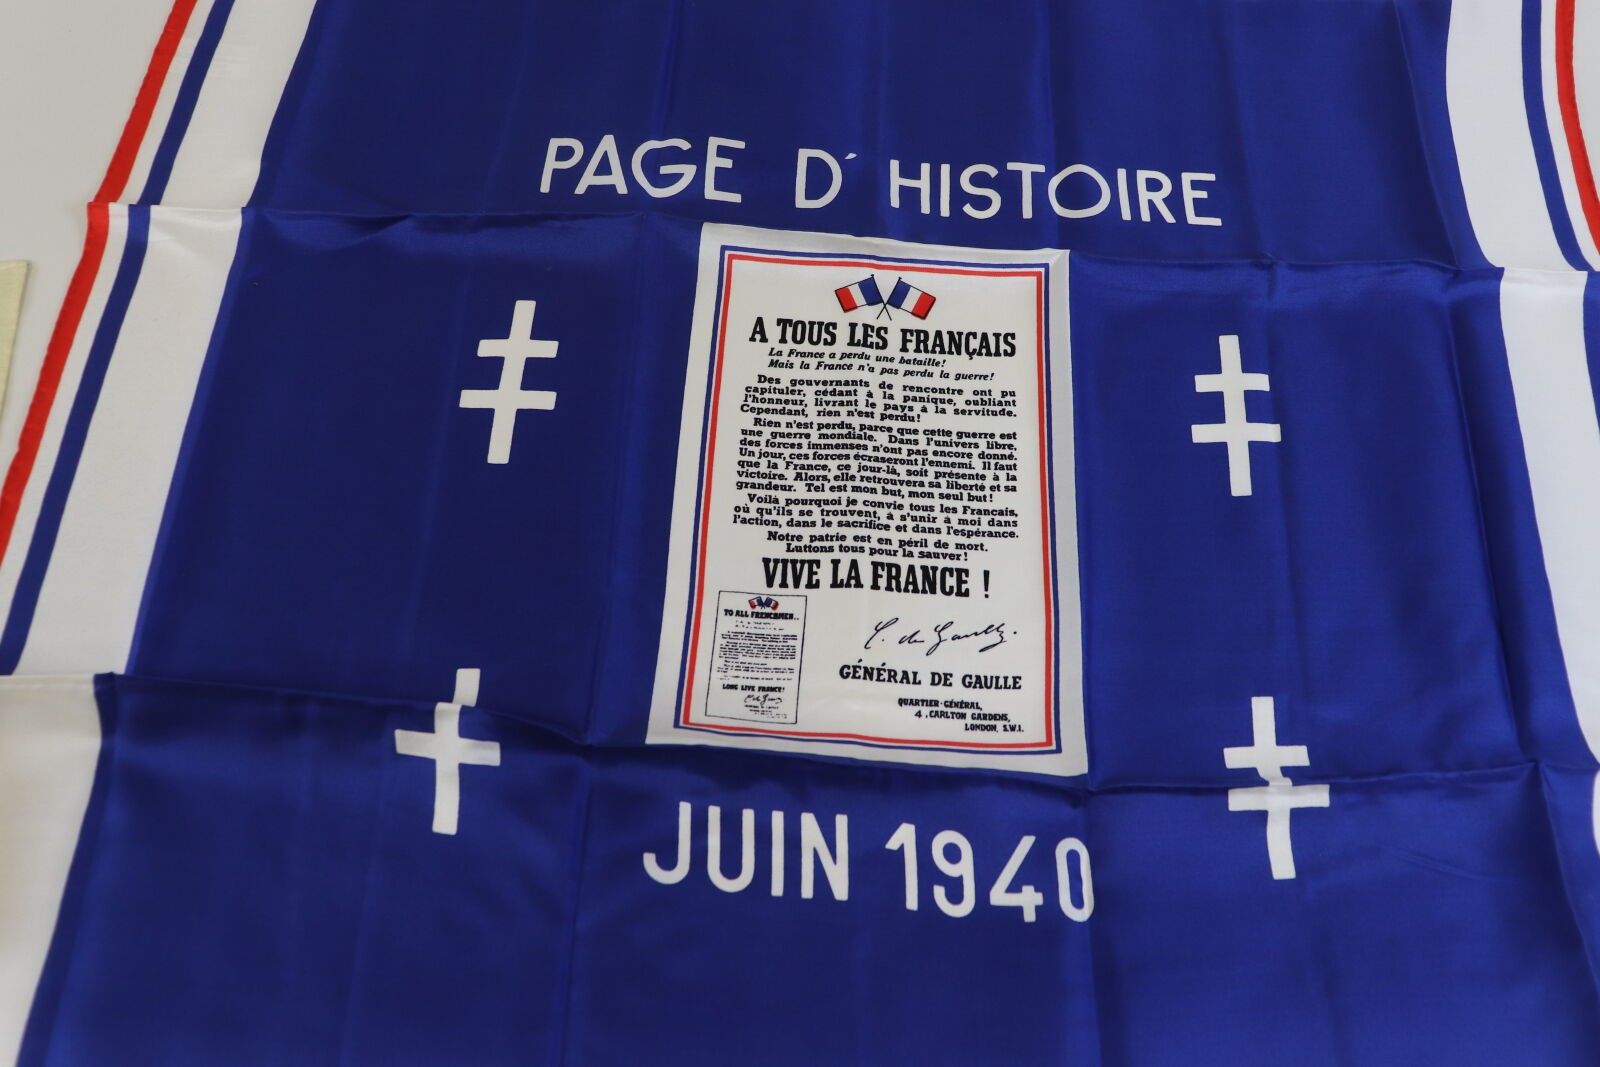 PAGE D'HISTOIRE
A TOUS LES FRANÇAIS
La France a perdu une bataille!
Mais la France n'a pas perdu la guerre!
Des gouvernants de rencontre ont pu
capituler, cédant à la panique, oubliant
l'honneur, livrant le pays à la servitude.
Cependant, rien n'est perdu!
Rien n'est perdu, parce que cette guerre est
une guerre mondiale. Dans l'univers libre,
des forces immenses n'ont pas encore donné.
Un jour, ces forces écraseront l'ennemi. Il faut
que la France, ce jour-là, soit présente à la
victoire. Alors, elle retrouvera sa liberté et sa
grandeur. Tel est mon but, mon seul but!
Voilà pourquoi je convie tous les Francais,
où qu'ils se trouvent, à s'unir à moi dans
l'action, dans le sacrifice et dans l'espérance.
Notre patrie est en péril de mort.
Luttons tous pour la sauver!
VIVE LA FRANCE !
C. de Gaulle.
GÉNÉRAL DE GAULLE
QUARTIER-GÉNÉRAL,
4, CARLTON GARDENS,
LONDON, S.W.1.
TO ALL FRENCHMEN..
LONG LIVE FRANCE!
JUIN 1940